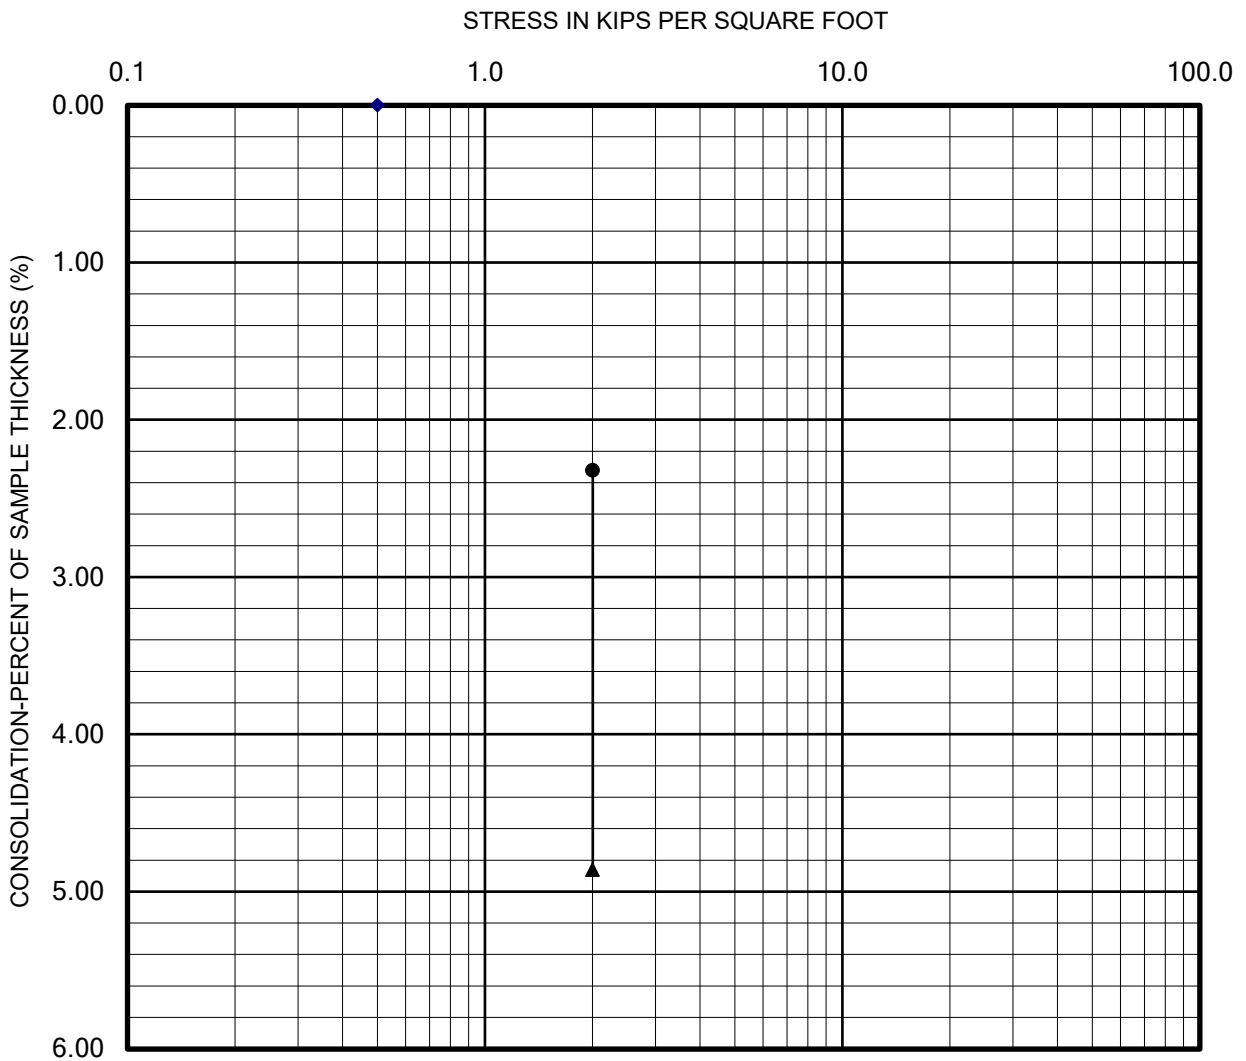 STRESS IN KIPS PER SQUARE FOOT
0.1 1.0 10.0 100.0
0.00
1.00
2.00
3.00
4.00
5.00
6.00
CONSOLIDATION-PERCENT OF SAMPLE THICKNESS (%)